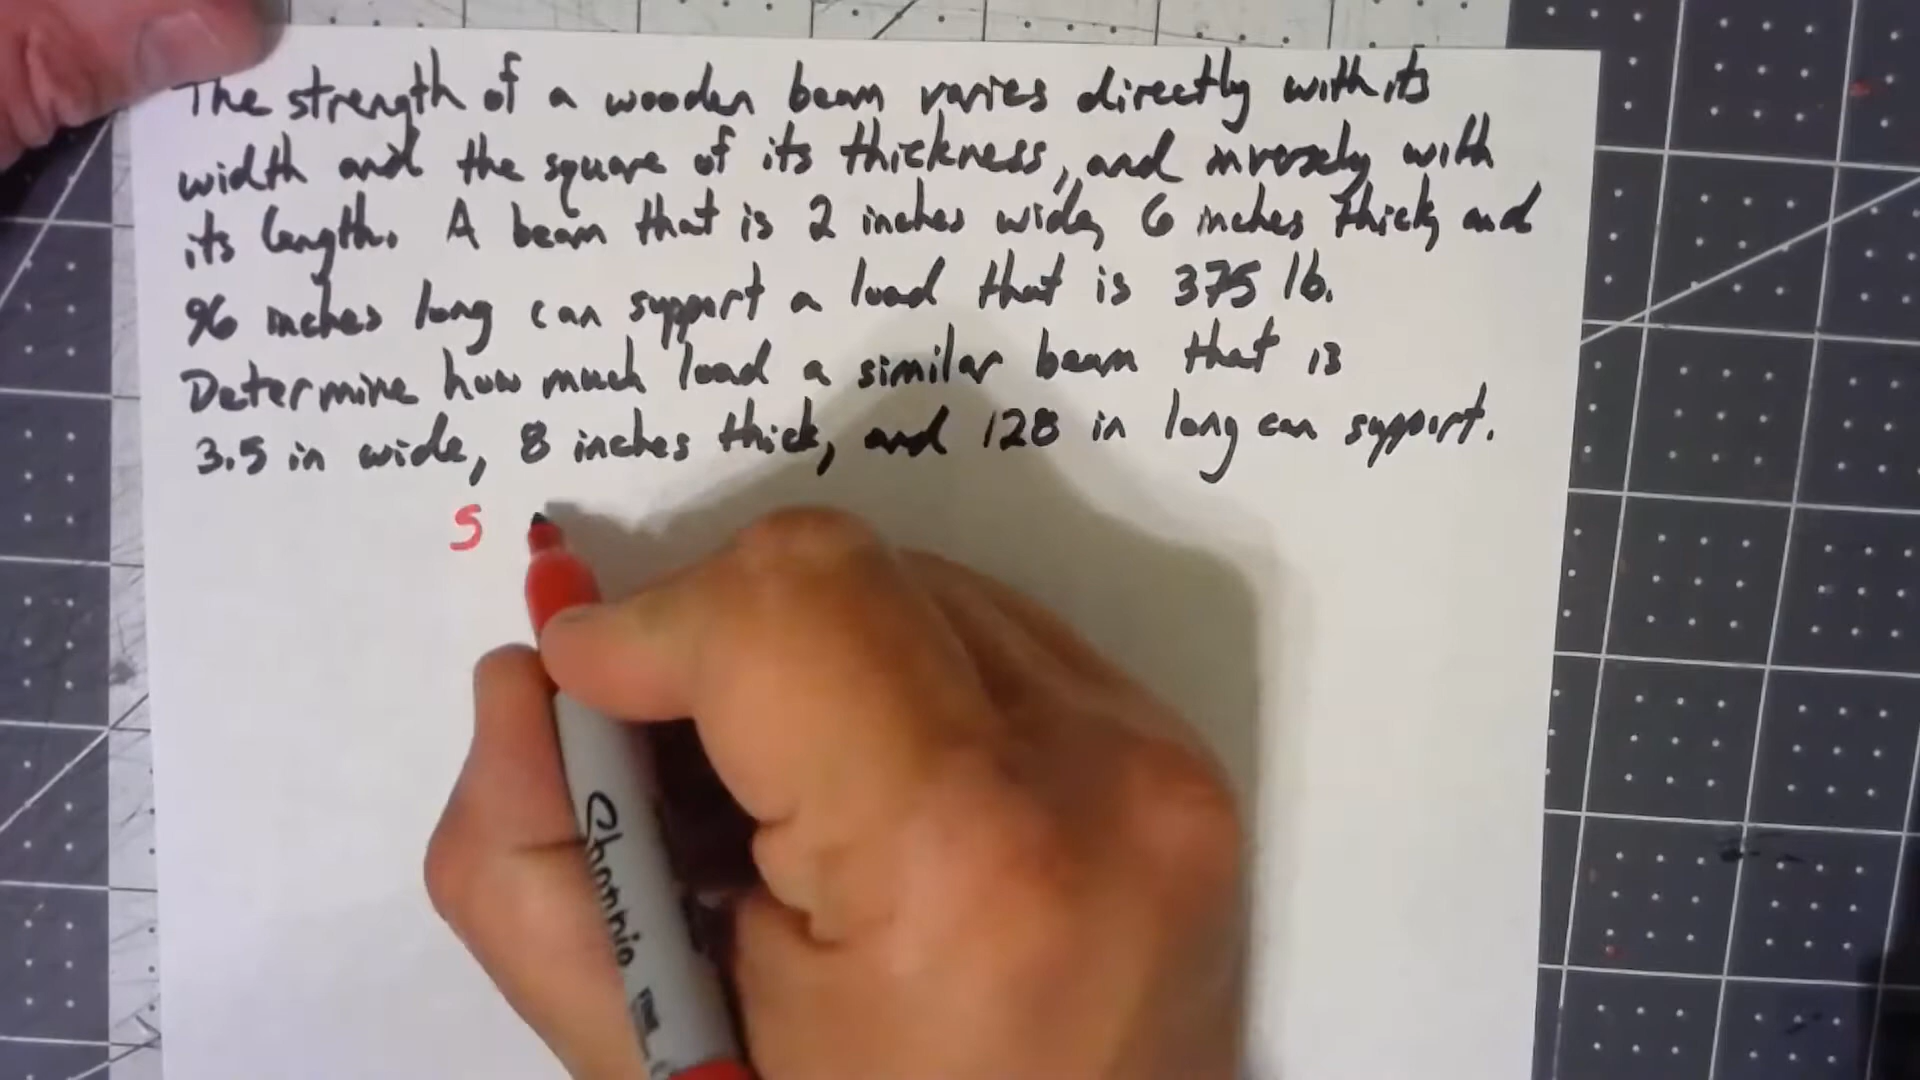 The strength of a wooden beam varies directly with its
width and the square of its thickness, and inversely with
its length. A beam that is 2 inches wide, 6 inches thick, and
96 inches long can support a load that is 375 lb.
Determine how much load a similar beam that is
3.5 in wide, 8 inches thick, and 128 in long can support.
S
Sharpie
FINE